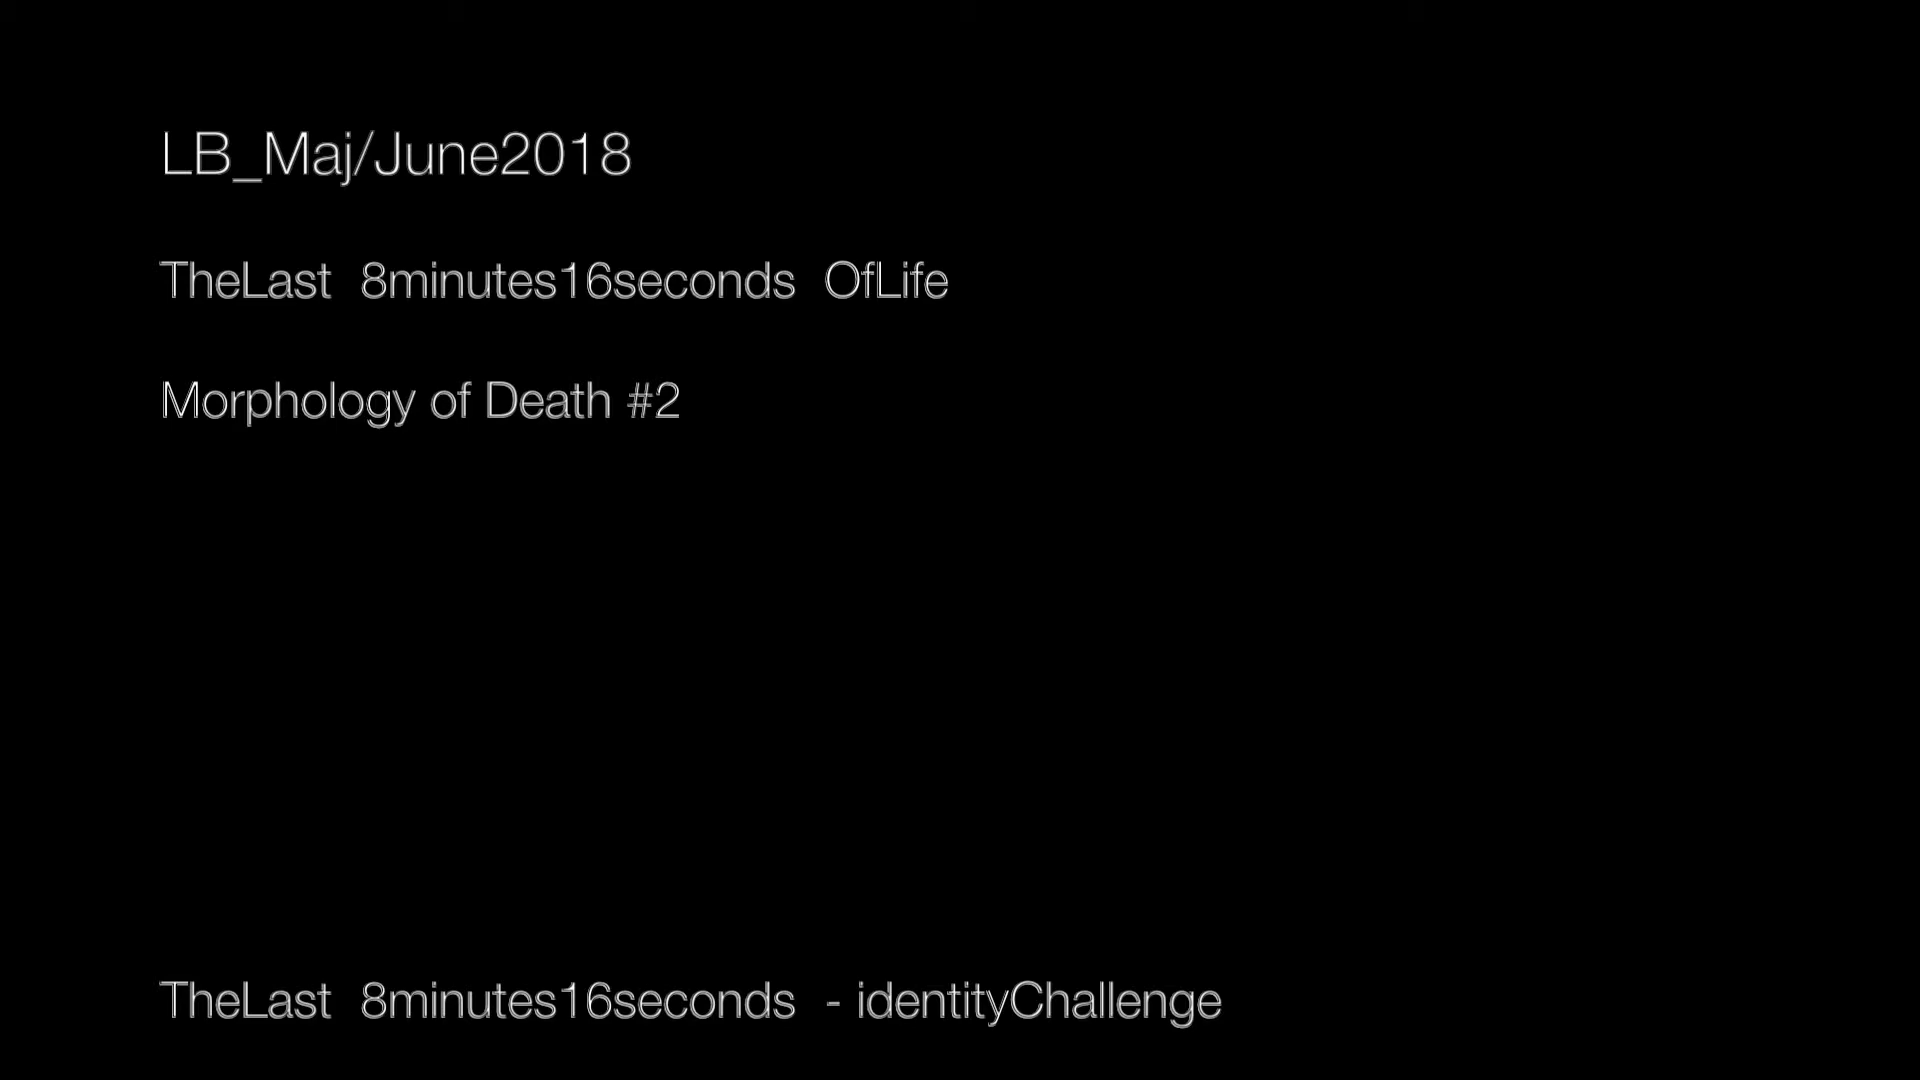 LB_Maj/June2018
TheLast 8minutes16seconds OfLife
Morphology of Death #2
TheLast 8minutes16seconds - identityChallenge